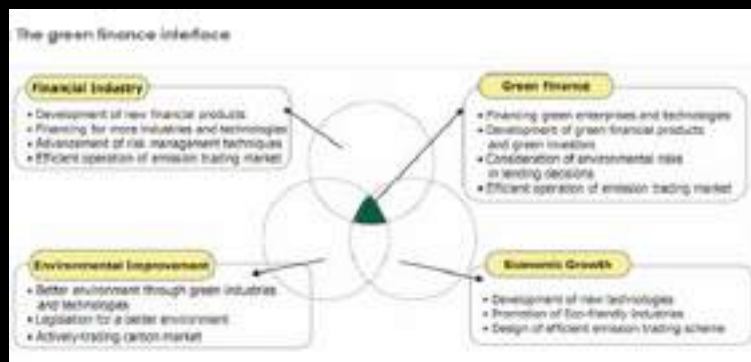 The green finance interface
Financial Industry
• Development of new financial products
• Financing for more industries and technologies
• Advancement of risk management techniques
• Efficient operation of emission trading market
Green Finance
• Financing green enterprises and technologies
• Development of green financial products
and green investors
• Consideration of environmental risks
in lending decisions
• Efficient operation of emission trading market
Environmental Improvement
• Better environment through green industries
and technologies
• Legislation for a better environment
• Actively-trading carbon market
Economic Growth
• Development of new technologies
• Promotion of Eco-friendly industries
• Design of efficient emission trading scheme